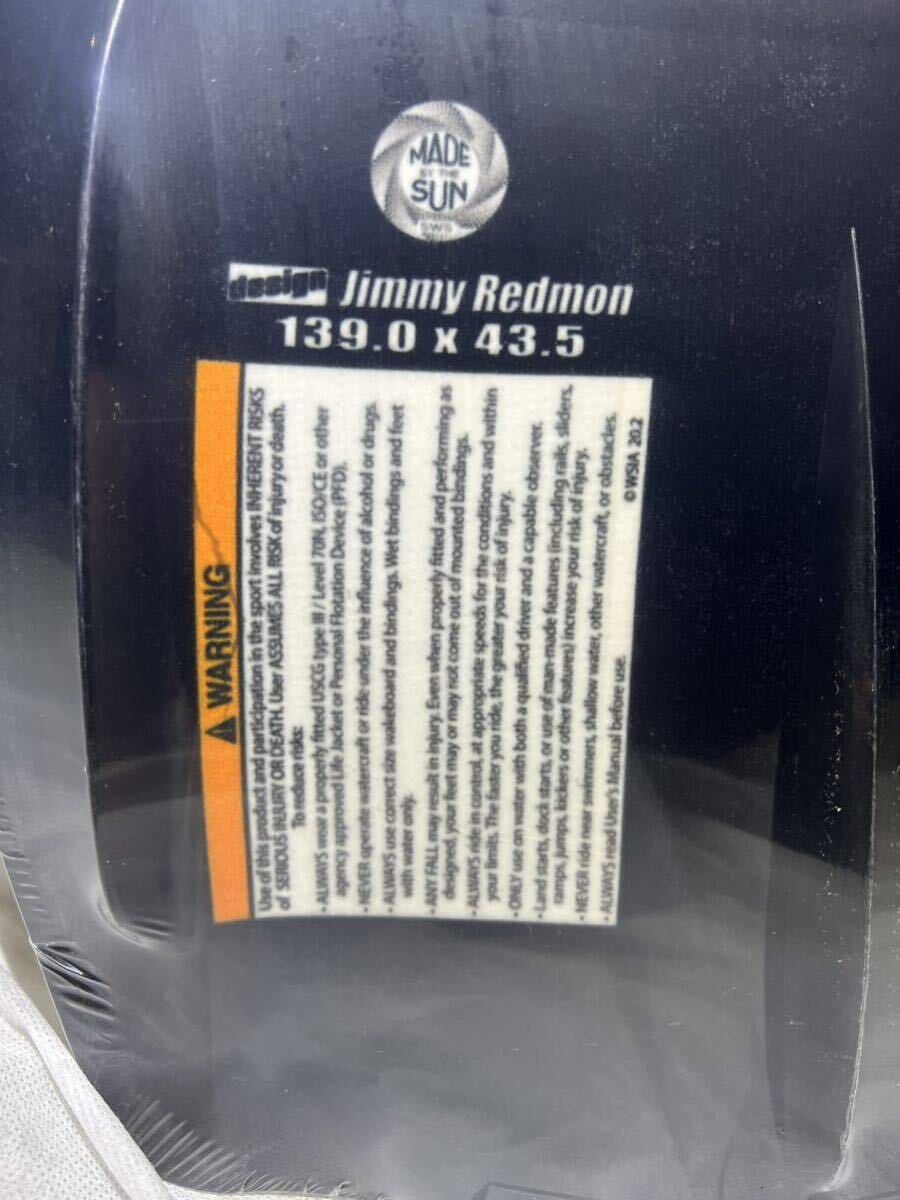 MADE
BY THE
SUN
SWS
design Jimmy Redmon
139.0 x 43.5
WARNING
Use of this product and participation in the sport involves INHERENT RISKS
of SERIOUS INJURY OR DEATH. User ASSUMES ALL RISK of injury or death.
To reduce risks:
• ALWAYS wear a properly fitted USCG type III / Level 70N, ISO/CE or other
agency approved Life Jacket or Personal Flotation Device (PFD).
• NEVER operate watercraft or ride under the influence of alcohol or drugs.
• ALWAYS use correct size wakeboard and bindings. Wet bindings and feet
with water only.
• ANY FALL may result in injury. Even when properly fitted and performing as
designed, your feet may or may not come out of mounted bindings.
• ALWAYS ride in control, at appropriate speeds for the conditions and within
your limits. The faster you ride, the greater your risk of injury.
• ONLY use on water with both a qualified driver and a capable observer.
• Land starts, dock starts, or use of man-made features (including rails, sliders,
ramps, jumps, kickers or other features) increase your risk of injury.
• NEVER ride near swimmers, shallow water, other watercraft, or obstacles.
• ALWAYS read User's Manual before use.
© WSIA 20.2